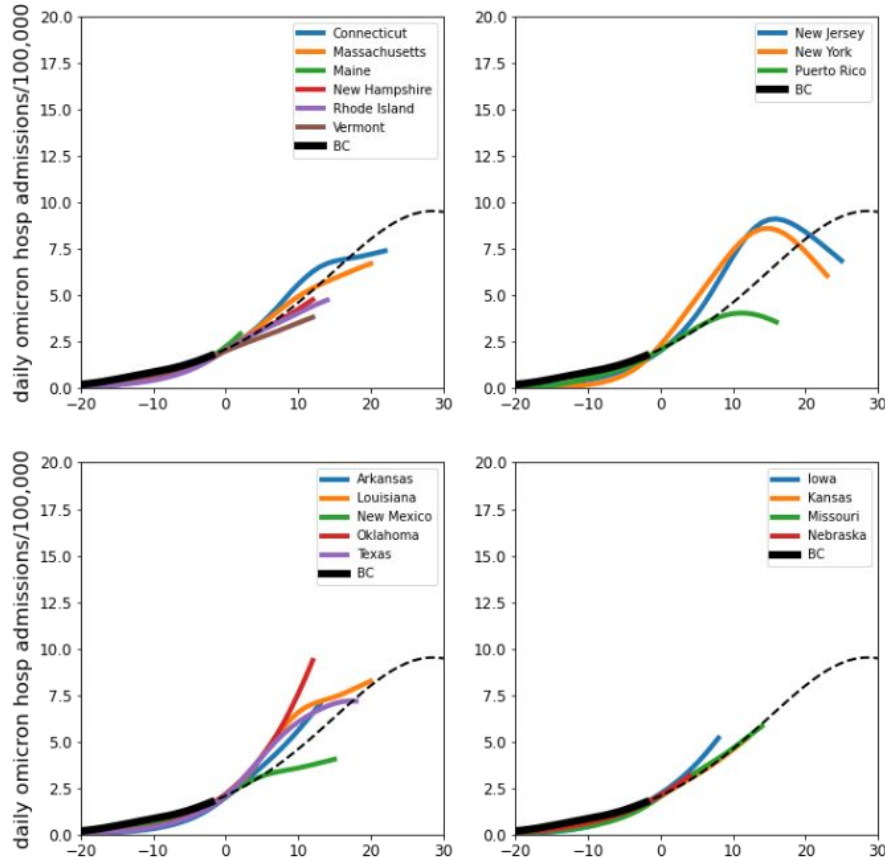 daily omicron hosp admissions/100,000
20.0
17.5
15.0
12.5
10.0
7.5
5.0
2.5
0.0
−20
−10
0
10
20
30
Connecticut
Massachusetts
Maine
New Hampshire
Rhode Island
Vermont
BC
20.0
17.5
15.0
12.5
10.0
7.5
5.0
2.5
0.0
−20
−10
0
10
20
30
New Jersey
New York
Puerto Rico
BC
daily omicron hosp admissions/100,000
20.0
17.5
15.0
12.5
10.0
7.5
5.0
2.5
0.0
−20
−10
0
10
20
30
Arkansas
Louisiana
New Mexico
Oklahoma
Texas
BC
20.0
17.5
15.0
12.5
10.0
7.5
5.0
2.5
0.0
−20
−10
0
10
20
30
Iowa
Kansas
Missouri
Nebraska
BC